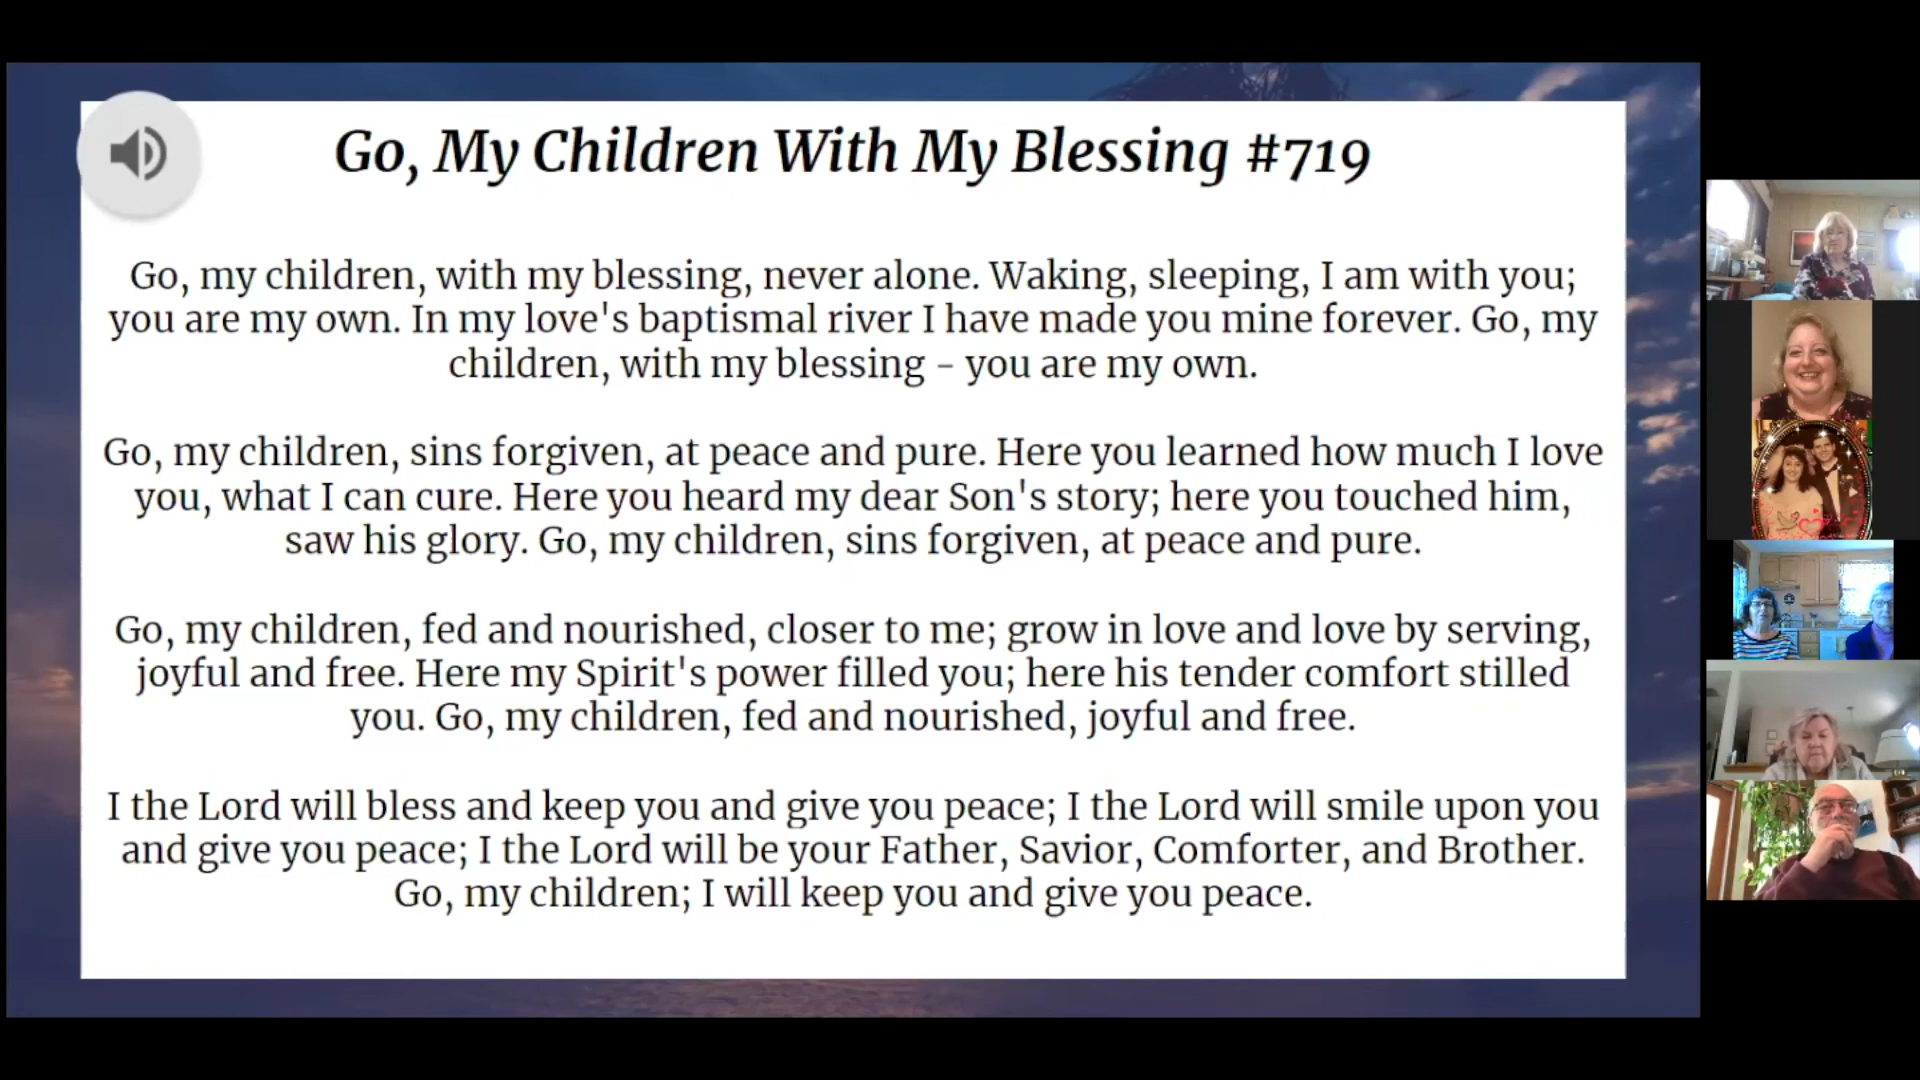 Go, My Children With My Blessing #719
Go, my children, with my blessing, never alone. Waking, sleeping, I am with you;
you are my own. In my love's baptismal river I have made you mine forever. Go, my
children, with my blessing - you are my own.
Go, my children, sins forgiven, at peace and pure. Here you learned how much I love
you, what I can cure. Here you heard my dear Son's story; here you touched him,
saw his glory. Go, my children, sins forgiven, at peace and pure.
Go, my children, fed and nourished, closer to me; grow in love and love by serving,
joyful and free. Here my Spirit's power filled you; here his tender comfort stilled
you. Go, my children, fed and nourished, joyful and free.
I the Lord will bless and keep you and give you peace; I the Lord will smile upon you
and give you peace; I the Lord will be your Father, Savior, Comforter, and Brother.
Go, my children; I will keep you and give you peace.